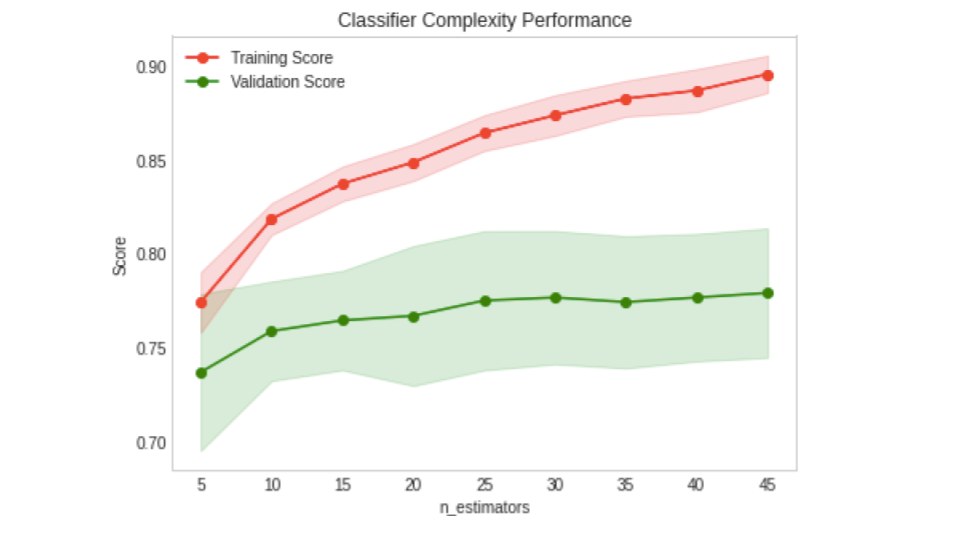 Classifier Complexity Performance
Training Score
Validation Score
0.90
0.85
0.80
0.75
0.70
Score
5 10 15 20 25 30 35 40 45
n_estimators